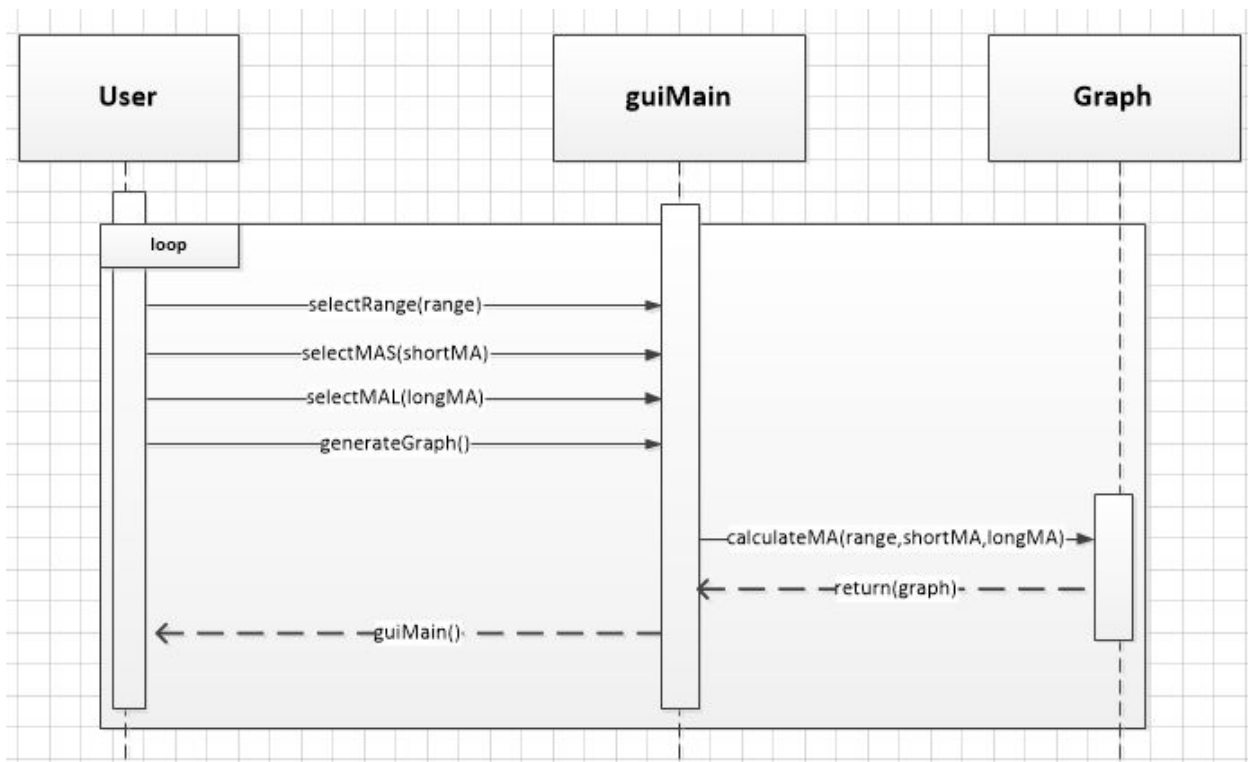 User
guiMain
Graph
loop
selectRange(range)
selectMAS(shortMA)
selectMAL(longMA)
generateGraph()
calculateMA(range,shortMA,longMA)
return(graph)
guiMain()